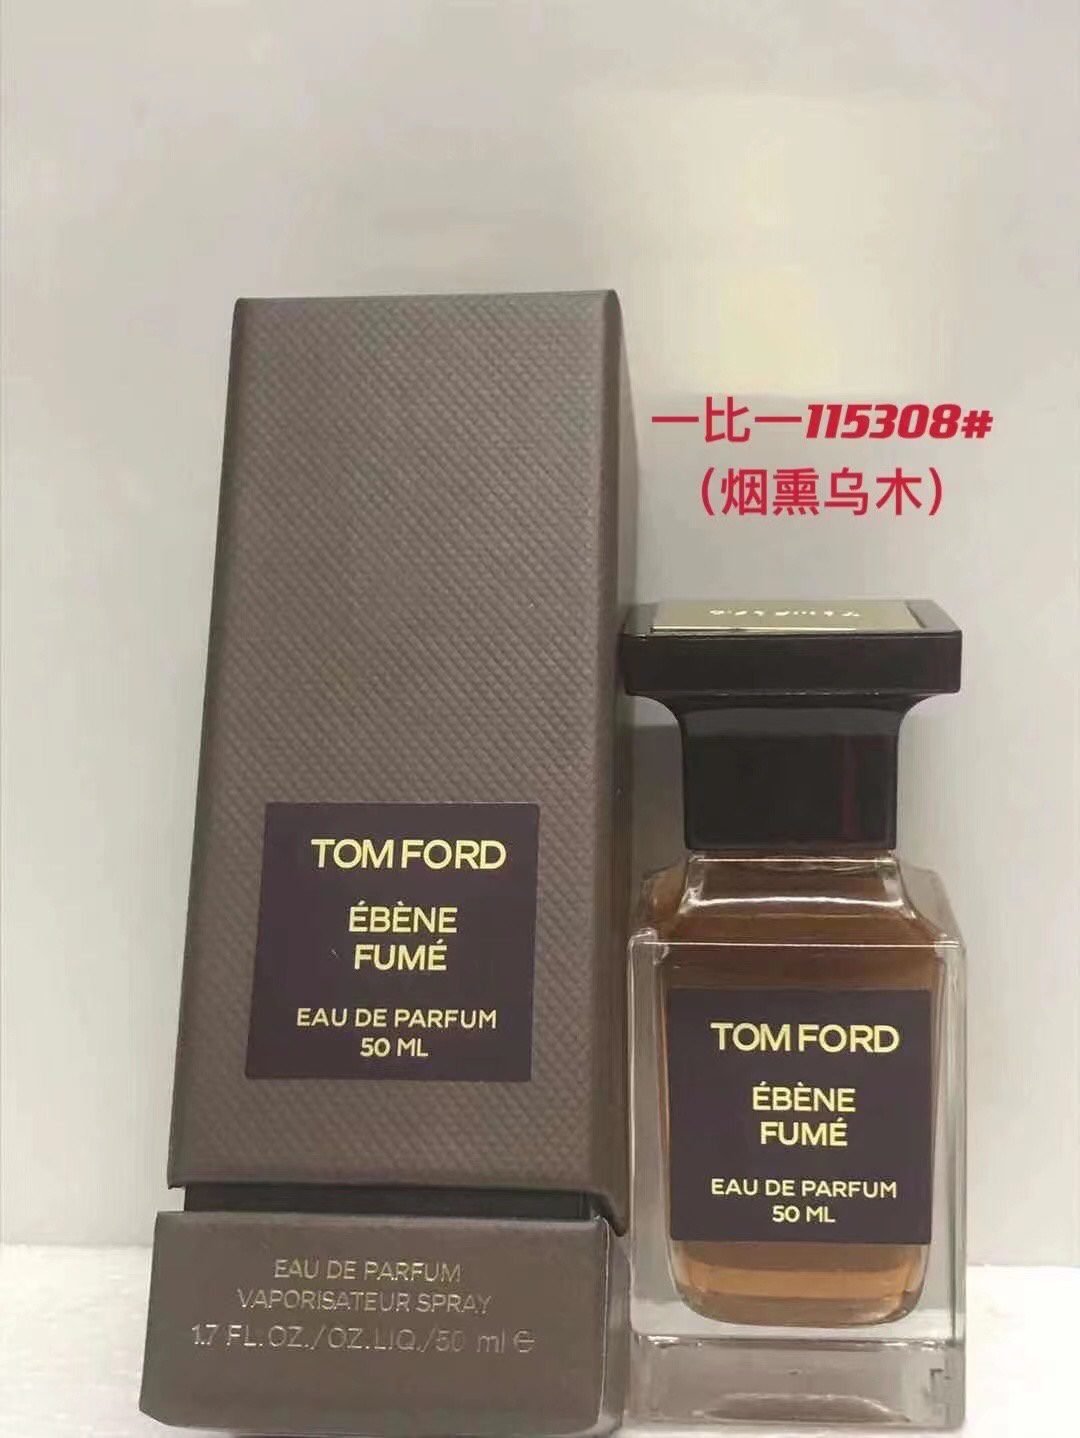 一比一115308#
（烟熏乌木）
TOM FORD
ÉBÈNE
FUMÉ
EAU DE PARFUM
50 ML
EAU DE PARFUM
VAPORISATEUR SPRAY
1.7 FL.OZ./OZ.LIQ./50 ml ℮
TOM FORD
ÉBÈNE
FUMÉ
EAU DE PARFUM
50 ML